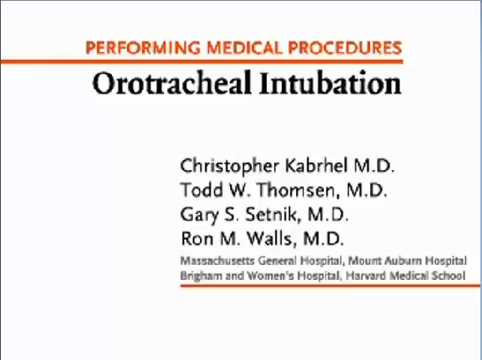 PERFORMING MEDICAL PROCEDURES
Orotracheal Intubation
Christopher Kabrhel M.D.
Todd W. Thomsen, M.D.
Gary S. Setnik, M.D.
Ron M. Walls, M.D.
Massachusetts General Hospital, Mount Auburn Hospital
Brigham and Women's Hospital, Harvard Medical School